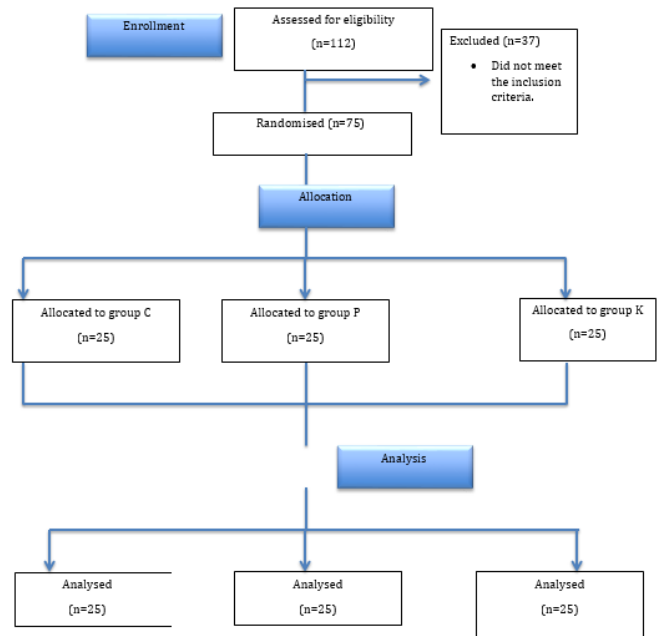 Enrollment
Assessed for eligibility
(n=112)
Excluded (n=37)
• Did not meet
the inclusion
criteria.
Randomised (n=75)
Allocation
Allocated to group C
(n=25)
Allocated to group P
(n=25)
Allocated to group K
(n=25)
Analysis
Analysed
(n=25)
Analysed
(n=25)
Analysed
(n=25)